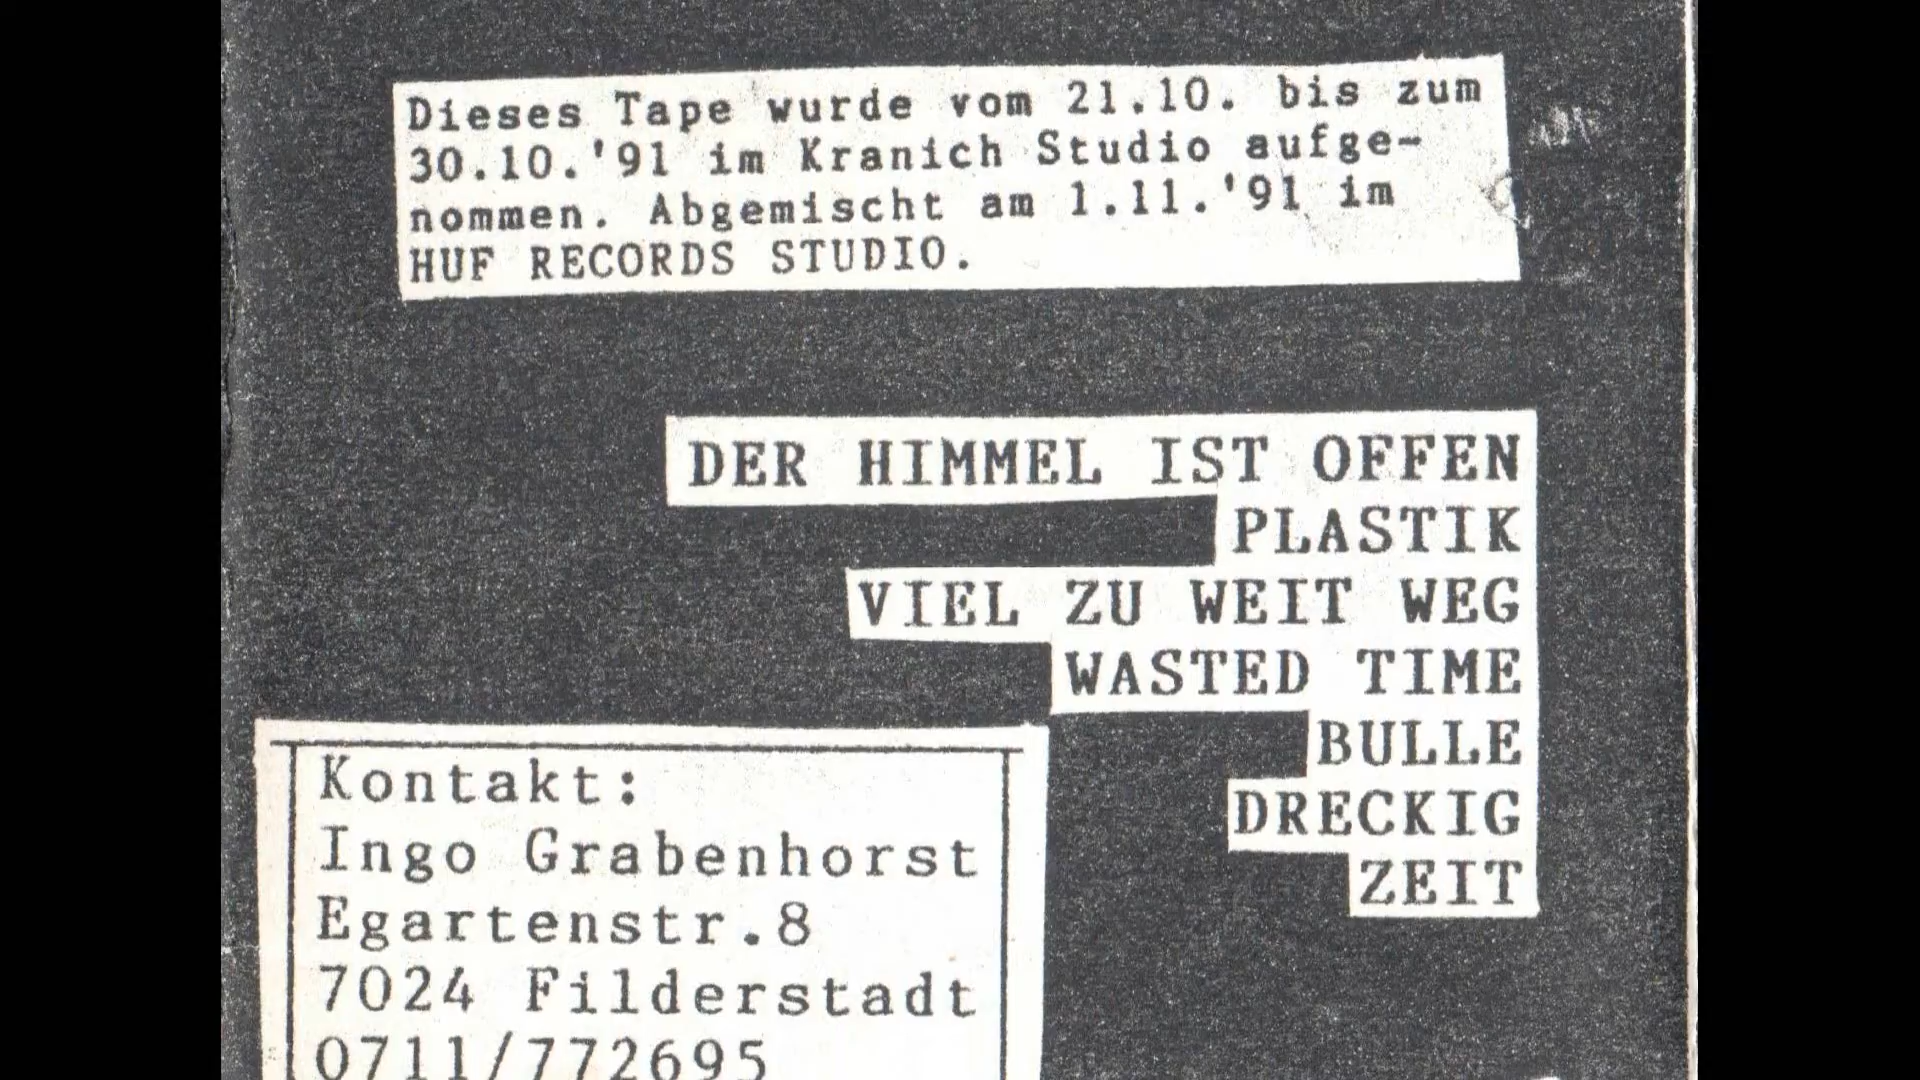 Dieses Tape wurde vom 21.10. bis zum
30.10.'91 im Kranich Studio aufge-
nommen. Abgemischt am 1.11.'91 im
HUF RECORDS STUDIO.
DER HIMMEL IST OFFEN
PLASTIK
VIEL ZU WEIT WEG
WASTED TIME
BULLE
DRECKIG
ZEIT
Kontakt:
Ingo Grabenhorst
Egartenstr.8
7024 Filderstadt
0711/772695